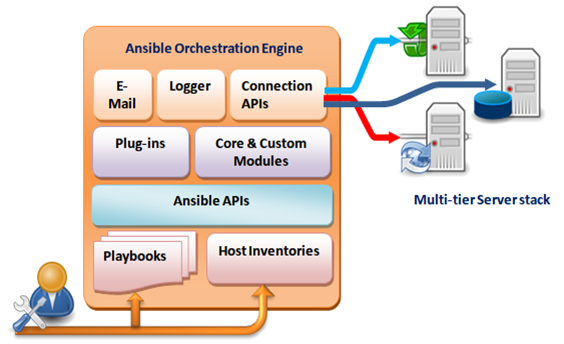 Ansible Orchestration Engine
E-
Mail
Logger
Connection
APIs
Plug-ins
Core & Custom
Modules
Ansible APIs
Playbooks
Host Inventories
Multi-tier Server stack